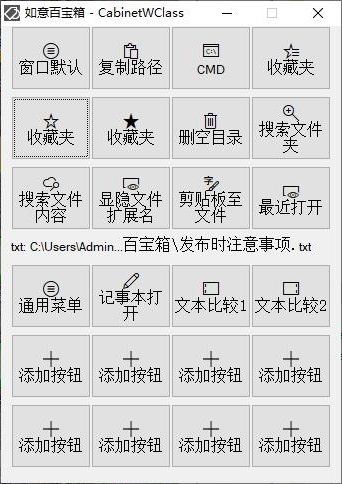 如意百宝箱 - CabinetWClass
窗口默认 复制路径 CMD 收藏夹
收藏夹 收藏夹 删空目录 搜索文件
夹
搜索文件 显隐文件 剪贴板至 最近打开
内容 扩展名 文件
txt: C:\Users\Admin...百宝箱\发布时注意事项.txt
通用菜单 记事本打 文本比较1 文本比较2
开
添加按钮 添加按钮 添加按钮 添加按钮
添加按钮 添加按钮 添加按钮 添加按钮